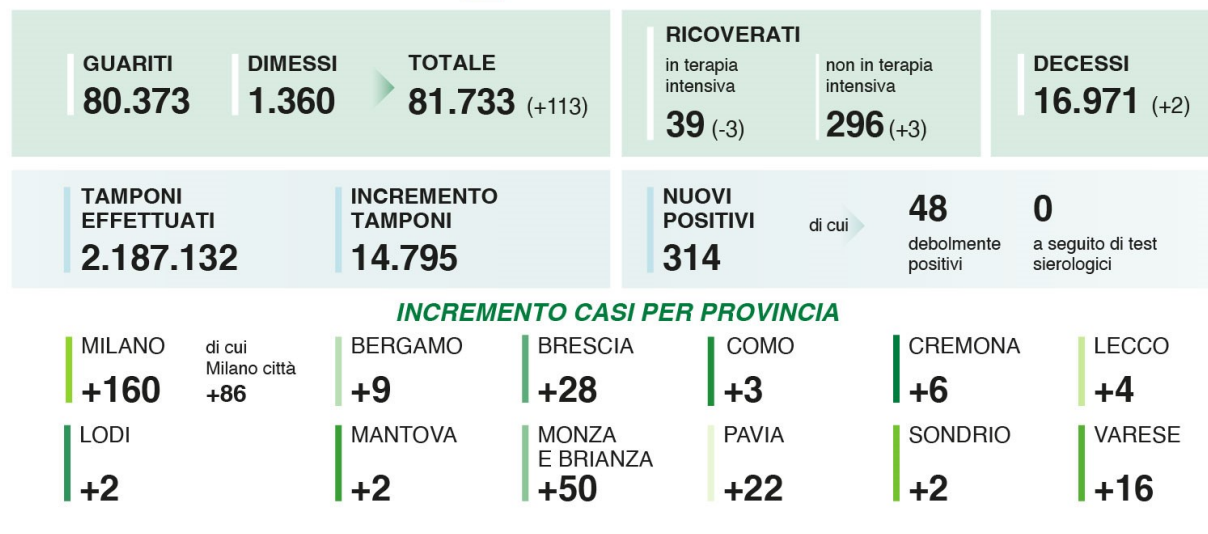 GUARITI
80.373
DIMESSI
1.360
TOTALE
81.733 (+113)
RICOVERATI
in terapia
intensiva
39 (-3)
non in terapia
intensiva
296 (+3)
DECESSI
16.971 (+2)
TAMPONI
EFFETTUATI
2.187.132
INCREMENTO
TAMPONI
14.795
NUOVI
POSITIVI
314
di cui
48
debolmente
positivi
0
a seguito di test
sierologici
INCREMENTO CASI PER PROVINCIA
MILANO
+160
di cui
Milano città
+86
BERGAMO
+9
BRESCIA
+28
COMO
+3
CREMONA
+6
LECCO
+4
LODI
+2
MANTOVA
+2
MONZA
E BRIANZA
+50
PAVIA
+22
SONDRIO
+2
VARESE
+16